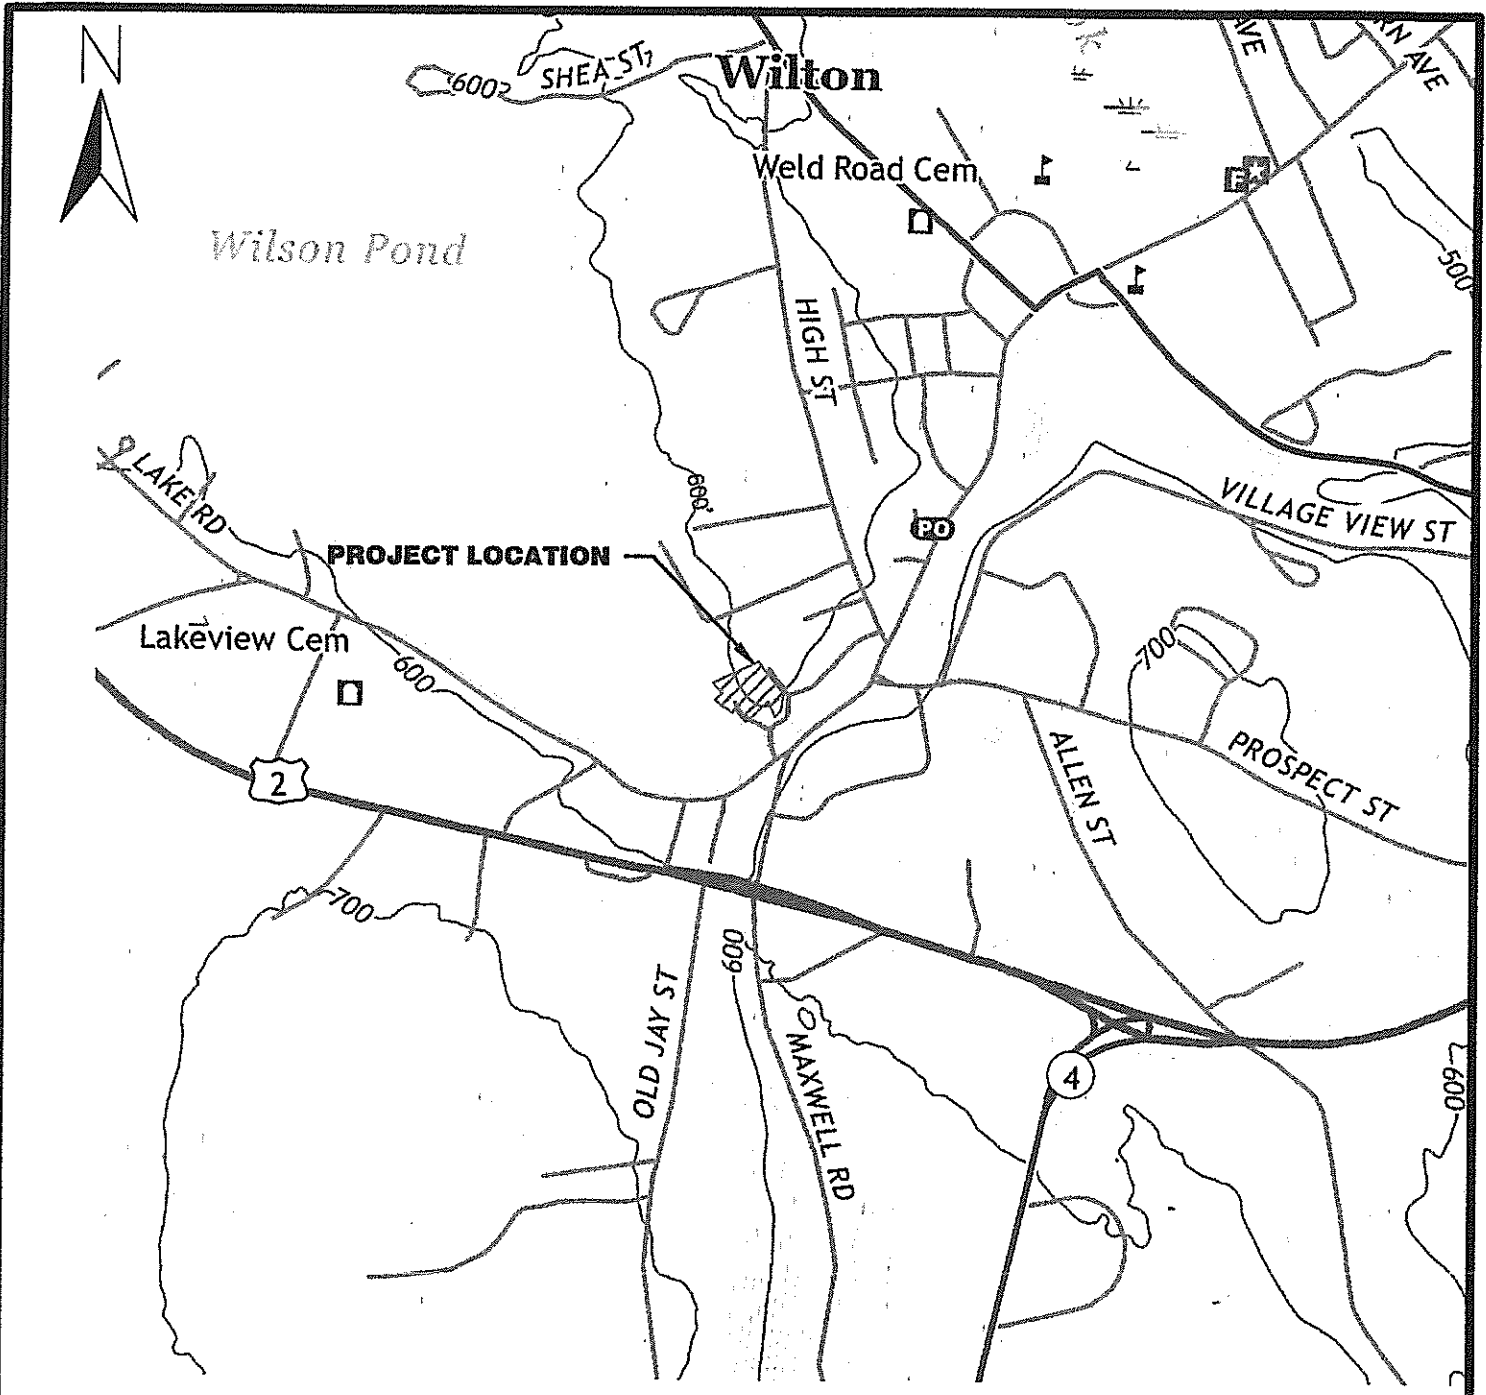 N
600
SHEA ST
Wilton
AVE
RN AVE
Weld Road Cem
F
Wilson Pond
500
HIGH ST
LAKE RD
600
PO
VILLAGE VIEW ST
PROJECT LOCATION
Lakeview Cem
600
700
2
ALLEN ST
PROSPECT ST
700
600
OLD JAY ST
MAXWELL RD
4
600